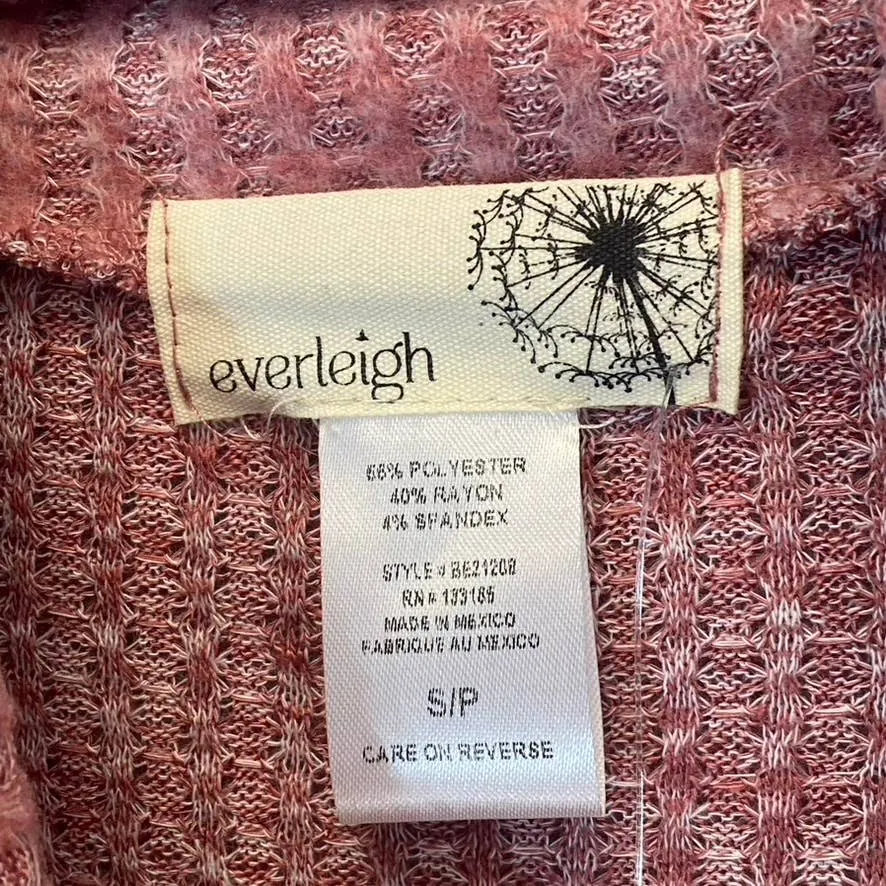 everleigh
56% POLYESTER
40% RAYON
4% SPANDEX
STYLE # BE21208
RN# 133185
MADE IN MEXICO
FABRIQUE AU MEXICO
S/P
CARE ON REVERSE